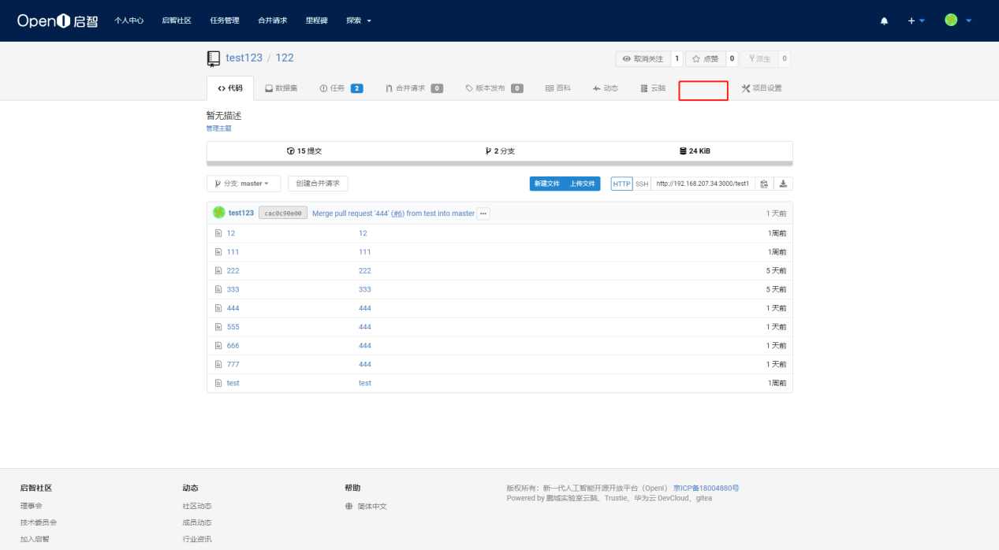 OpenI 启智 个人中心 启智社区 任务管理 合并请求 里程碑 探索
test123 / 122 取消关注 1 点赞 0 派生 0
代码 数据集 任务 2 合并请求 0 版本发布 0 百科 动态 云脑 项目设置
暂无描述
管理主题
15 提交 2 分支 24 KiB
分支: master 创建合并请求 新建文件 上传文件 HTTP SSH http://192.168.207.34:3000/test1
test123 cac0c90e00 Merge pull request '444' (#6) from test into master ... 1 天前
12 12 1周前
111 111 1周前
222 222 5 天前
333 333 5 天前
444 444 1 天前
555 444 1 天前
666 444 1 天前
777 444 1 天前
test test 1周前
启智社区 动态 帮助 版权所有：新一代人工智能开源开放平台（OpenI） 京ICP备18004880号
Powered by 鹏城实验室云脑、Trustie、华为云 DevCloud、gitea
理事会 社区动态 简体中文
技术委员会 成员动态
加入启智 行业资讯